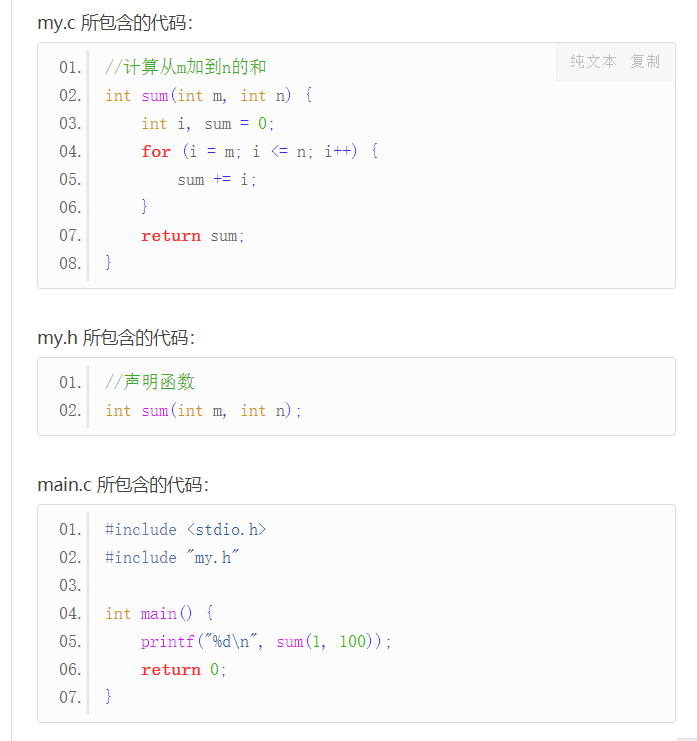 my.c 所包含的代码：
纯文本 复制
01. //计算从m加到n的和
02. int sum(int m, int n) {
03.     int i, sum = 0;
04.     for (i = m; i <= n; i++) {
05.         sum += i;
06.     }
07.     return sum;
08. }
my.h 所包含的代码：
01. //声明函数
02. int sum(int m, int n);
main.c 所包含的代码：
01. #include <stdio.h>
02. #include "my.h"
03.
04. int main() {
05.     printf("%d\n", sum(1, 100));
06.     return 0;
07. }